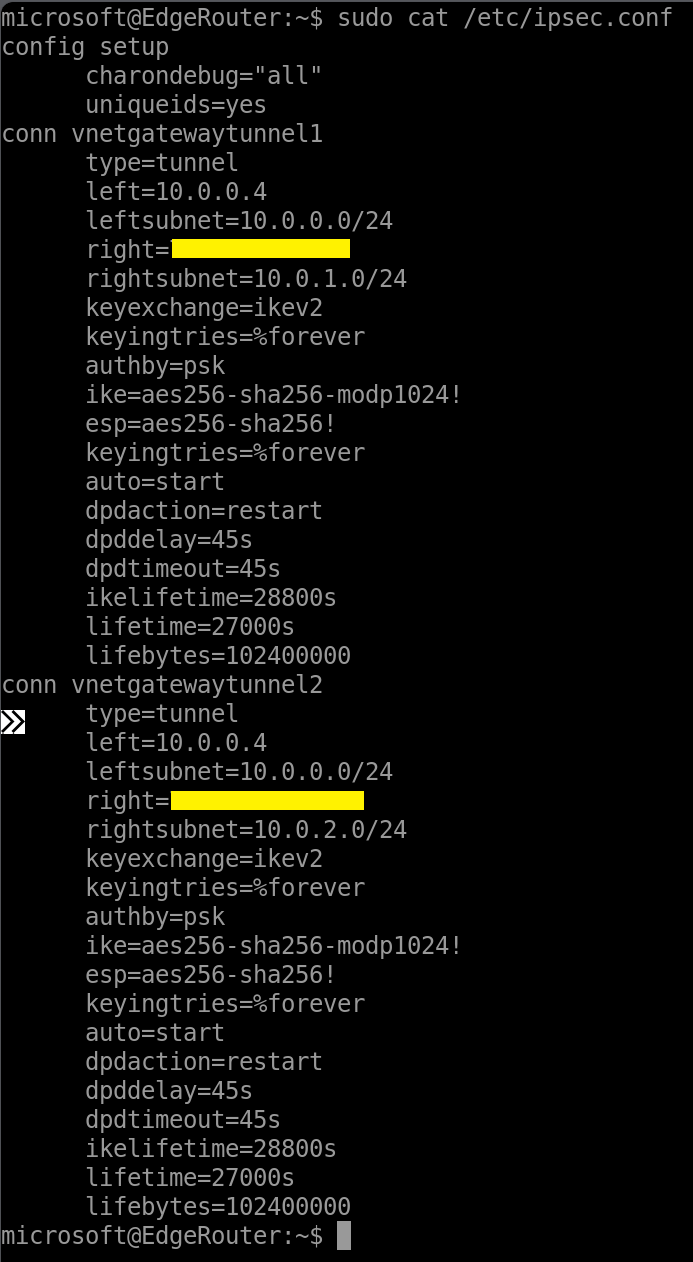 microsoft@EdgeRouter:~$ sudo cat /etc/ipsec.conf
config setup
      charondebug="all"
      uniqueids=yes
conn vnetgatewaytunnel1
      type=tunnel
      left=10.0.0.4
      leftsubnet=10.0.0.0/24
      right=
      rightsubnet=10.0.1.0/24
      keyexchange=ikev2
      keyingtries=%forever
      authby=psk
      ike=aes256-sha256-modp1024!
      esp=aes256-sha256!
      keyingtries=%forever
      auto=start
      dpdaction=restart
      dpddelay=45s
      dpdtimeout=45s
      ikelifetime=28800s
      lifetime=27000s
      lifebytes=102400000
conn vnetgatewaytunnel2
      type=tunnel
      left=10.0.0.4
      leftsubnet=10.0.0.0/24
      right=
      rightsubnet=10.0.2.0/24
      keyexchange=ikev2
      keyingtries=%forever
      authby=psk
      ike=aes256-sha256-modp1024!
      esp=aes256-sha256!
      keyingtries=%forever
      auto=start
      dpdaction=restart
      dpddelay=45s
      dpdtimeout=45s
      ikelifetime=28800s
      lifetime=27000s
      lifebytes=102400000
microsoft@EdgeRouter:~$